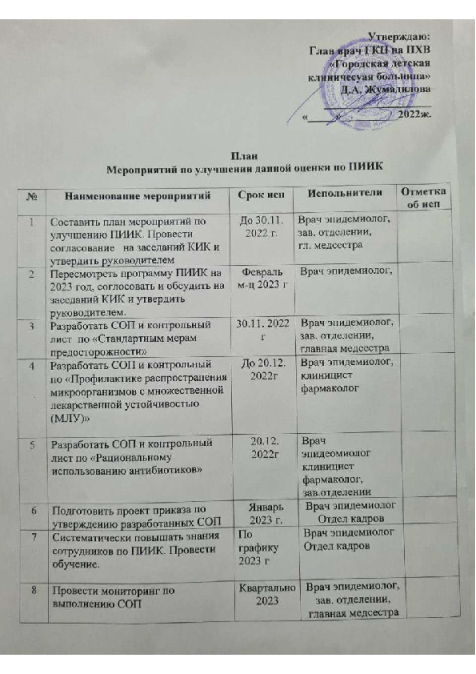 Утверждаю:
Глав врач ГКП на ПХВ
«Городская детская
клиничесуая больница»
Д.А. Жумадилова
«____» ____________ 2022ж.
План
Мероприятий по улучшении данной оценки по ПИИК
№ Наименование мероприятий Срок исп Испольнители Отметка об исп
1 Составить план мероприятий по До 30.11. Врач эпидемиолог,
улучшению ПИИК. Провести 2022 г. зав. отделении,
согласование на заседаний КИК и гл. медсестра
утвердить руководителем
2 Пересмотреть программу ПИИК на Февраль Врач эпидемиолог,
2023 год, согласовать и обсудить на м-ц 2023 г
заседаний КИК и утвердить
руководителем.
3 Разработать СОП и контрольный 30.11. 2022 Врач эпидемиолог,
лист по «Стандартным мерам г зав. отделении,
предосторожности» главная медсестра
4 Разработать СОП и контрольный До 20.12. Врач эпидемиолог,
по «Профилактике распространения 2022г клиницист
микроорганизмов с множественной фармаколог
лекарственной устойчивостью
(МЛУ)»
5 Разработать СОП и контрольный 20.12. Врач
лист по «Рациональному 2022г эпидеомиолог
использованию антибиотиков» клиницист
фармаколог,
зав.отделении
6 Подготовить проект приказа по Январь Врач эпидемиолог
утверждению разработанных СОП 2023 г. Отдел кадров
7 Систематически повышать знания По Врач эпидемиолог
сотрудников по ПИИК. Провести графику Отдел кадров
обучение. 2023 г
8 Провести мониторинг по Квартально Врач эпидемиолог,
выполнению СОП 2023 зав. отделении,
главная медсестра